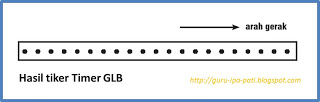 arah gerak
Hasil tiker Timer GLB
http://guru-ipa-pati.blogspot.com